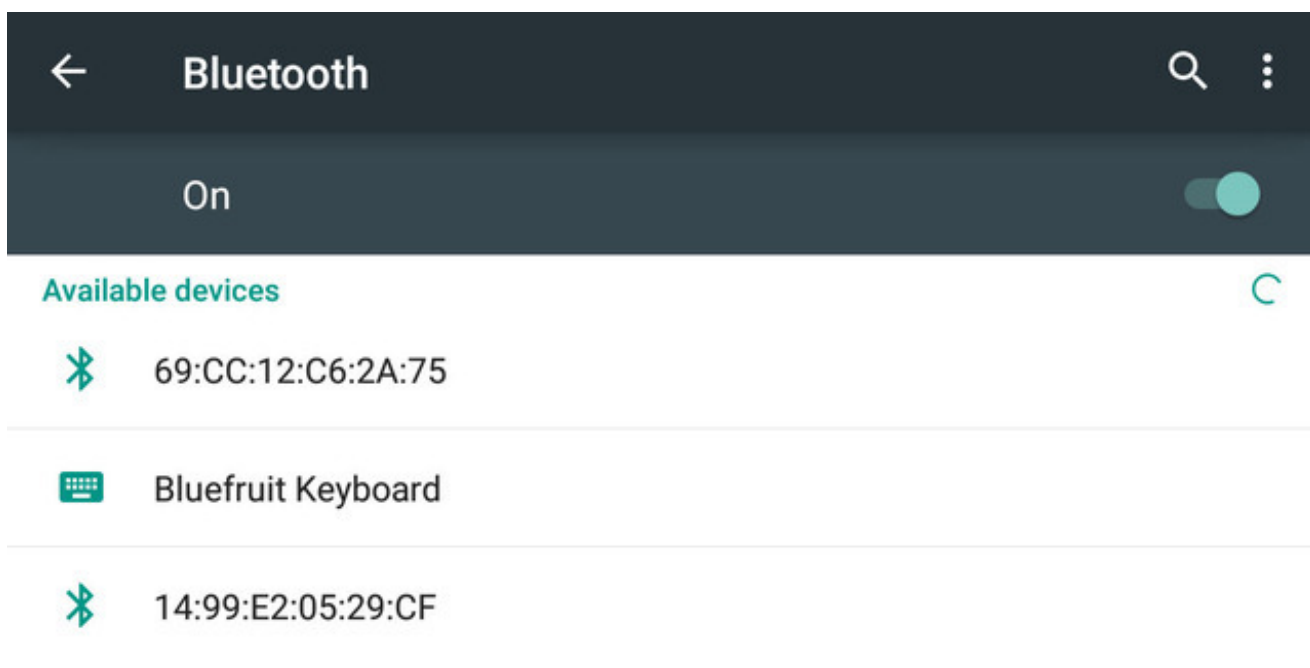 Bluetooth
On
Available devices
69:CC:12:C6:2A:75
Bluefruit Keyboard
14:99:E2:05:29:CF